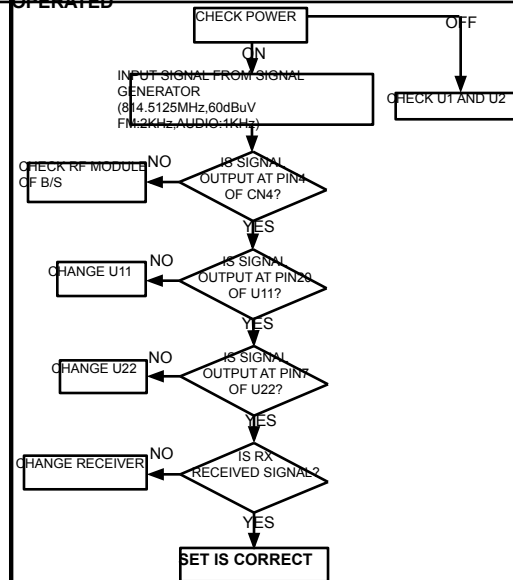 OPERATED
CHECK POWER
OFF
ON
INPUT SIGNAL FROM SIGNAL
GENERATOR
(814.5125MHz,60dBuV
FM:2KHz,AUDIO:1KHz)
CHECK U1 AND U2
IS SIGNAL
OUTPUT AT PIN4
OF CN4?
NO
CHECK RF MODULE
OF B/S
YES
IS SIGNAL
OUTPUT AT PIN20
OF U11?
NO
CHANGE U11
YES
IS SIGNAL
OUTPUT AT PIN7
OF U22?
NO
CHANGE U22
YES
IS RX
RECEIVED SIGNAL?
NO
CHANGE RECEIVER
YES
SET IS CORRECT